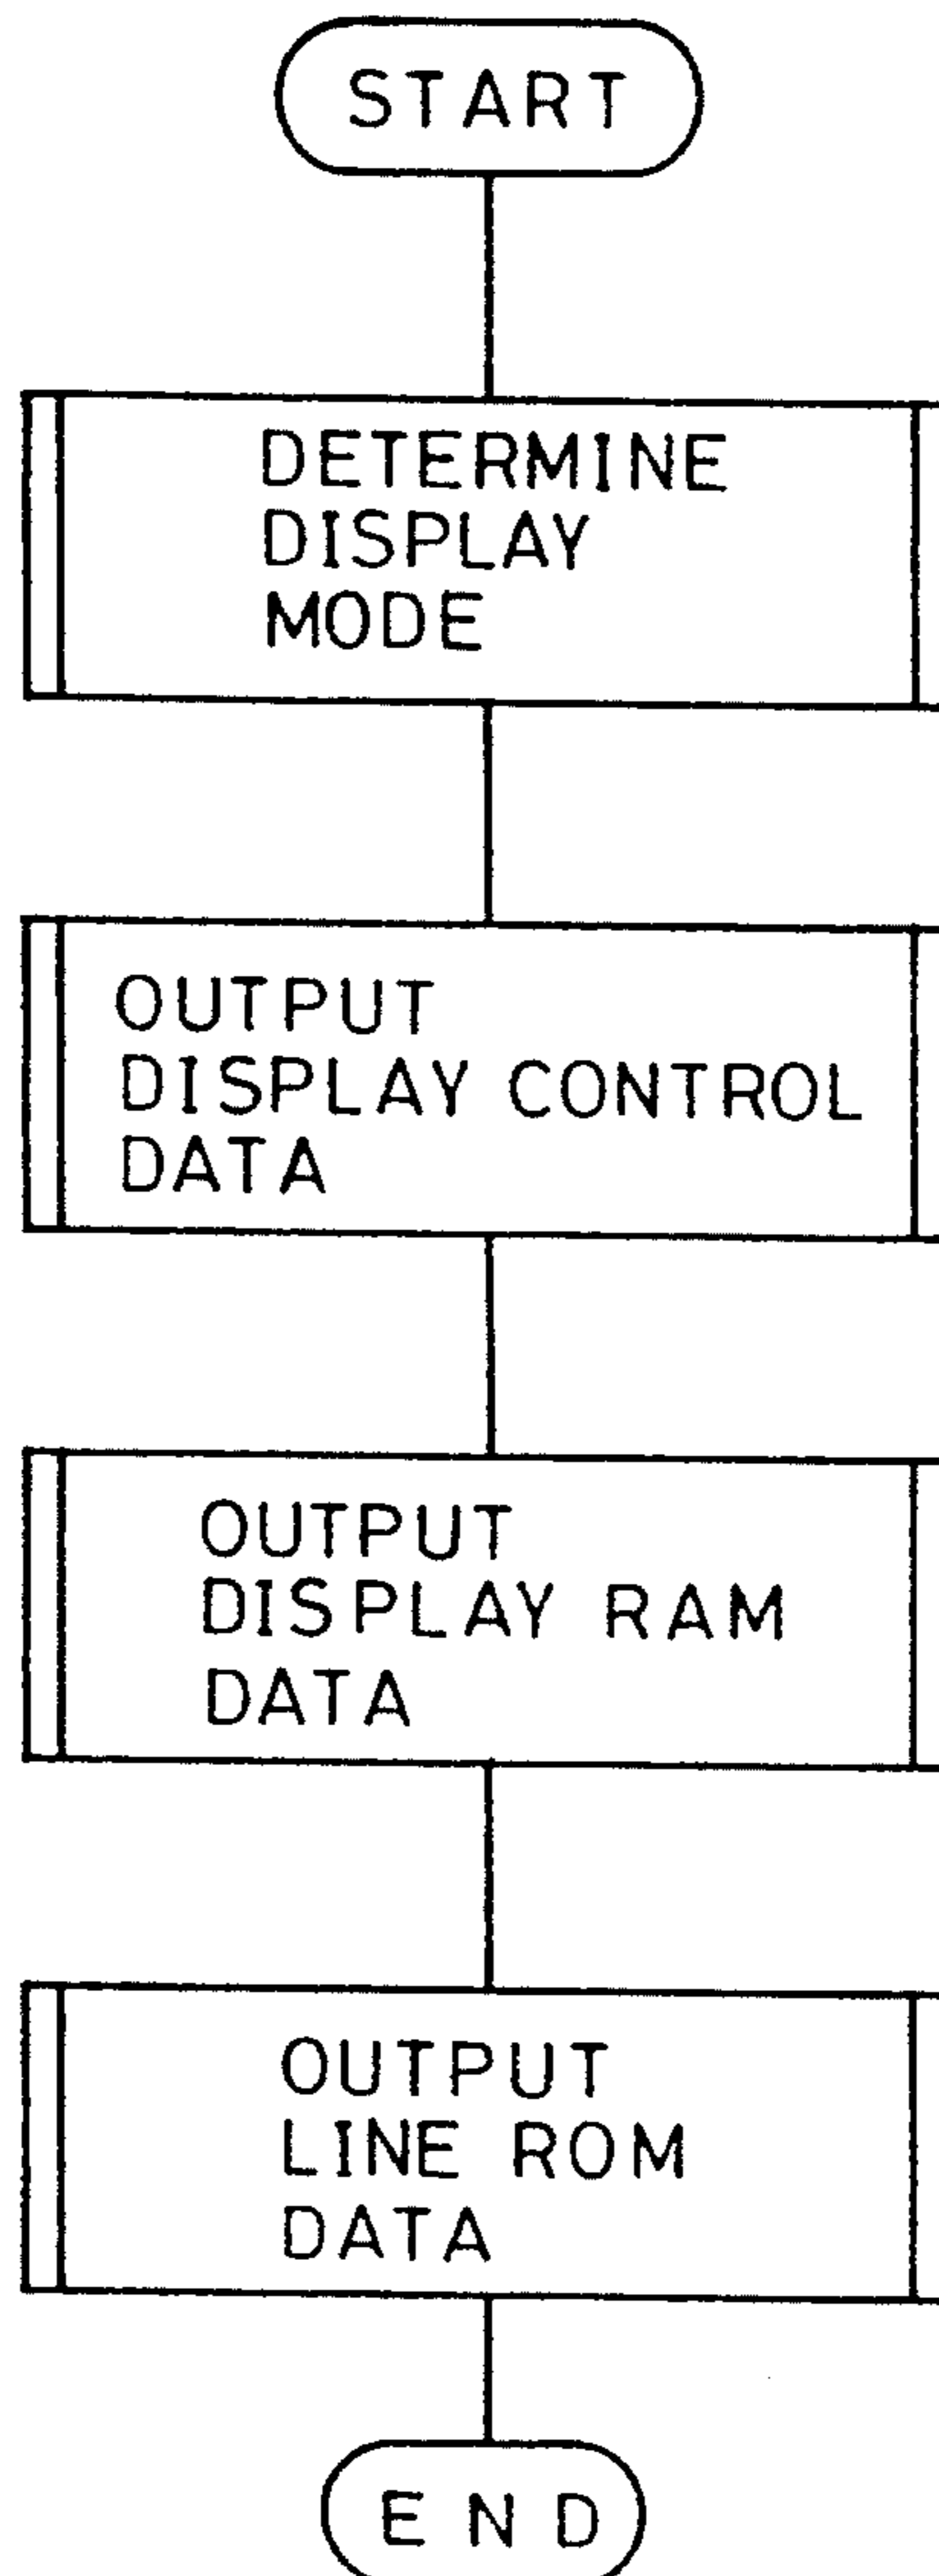 START
DETERMINE
DISPLAY
MODE
OUTPUT
DISPLAY CONTROL
DATA
OUTPUT
DISPLAY RAM
DATA
OUTPUT
LINE ROM
DATA
END